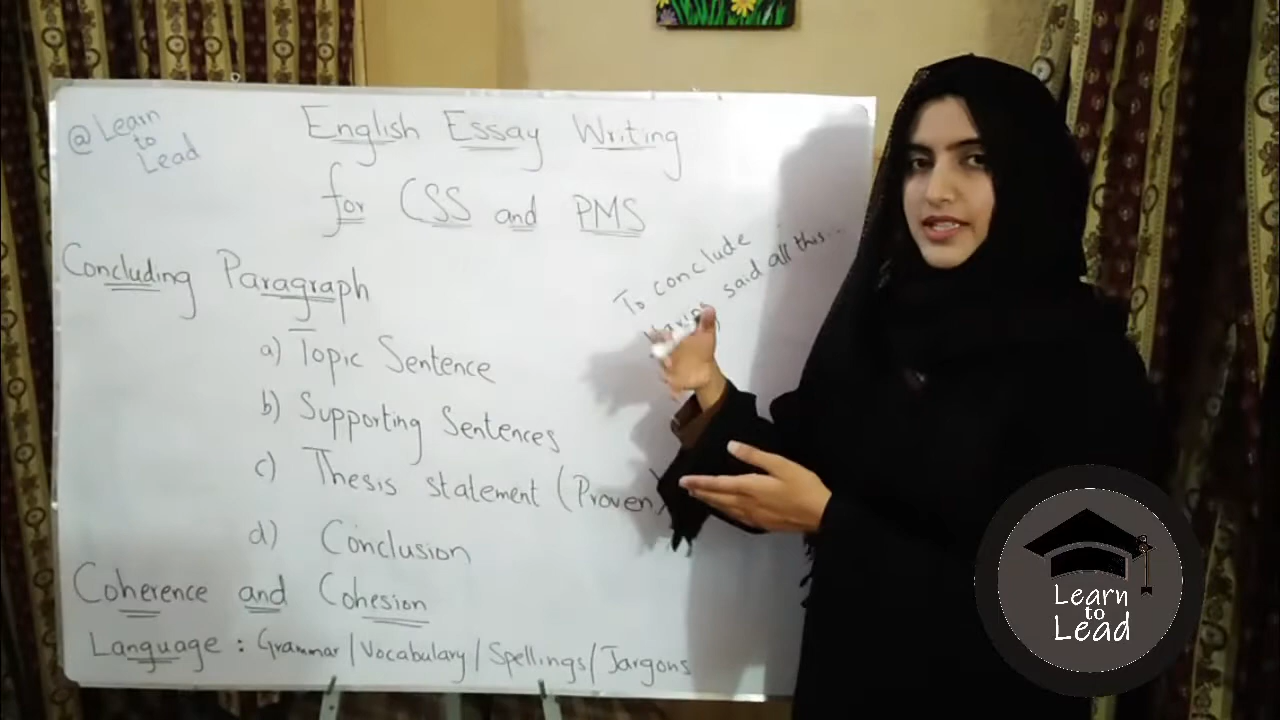 @Learn
to
Lead
English Essay Writing
for CSS and PMS
Concluding Paragraph
To conclude
Having said all this...
a) Topic Sentence
b) Supporting Sentences
c) Thesis statement (Proven)
d) Conclusion
Coherence and Cohesion
Language : Grammar/Vocabulary/Spellings/Jargons
Learn
to
Lead